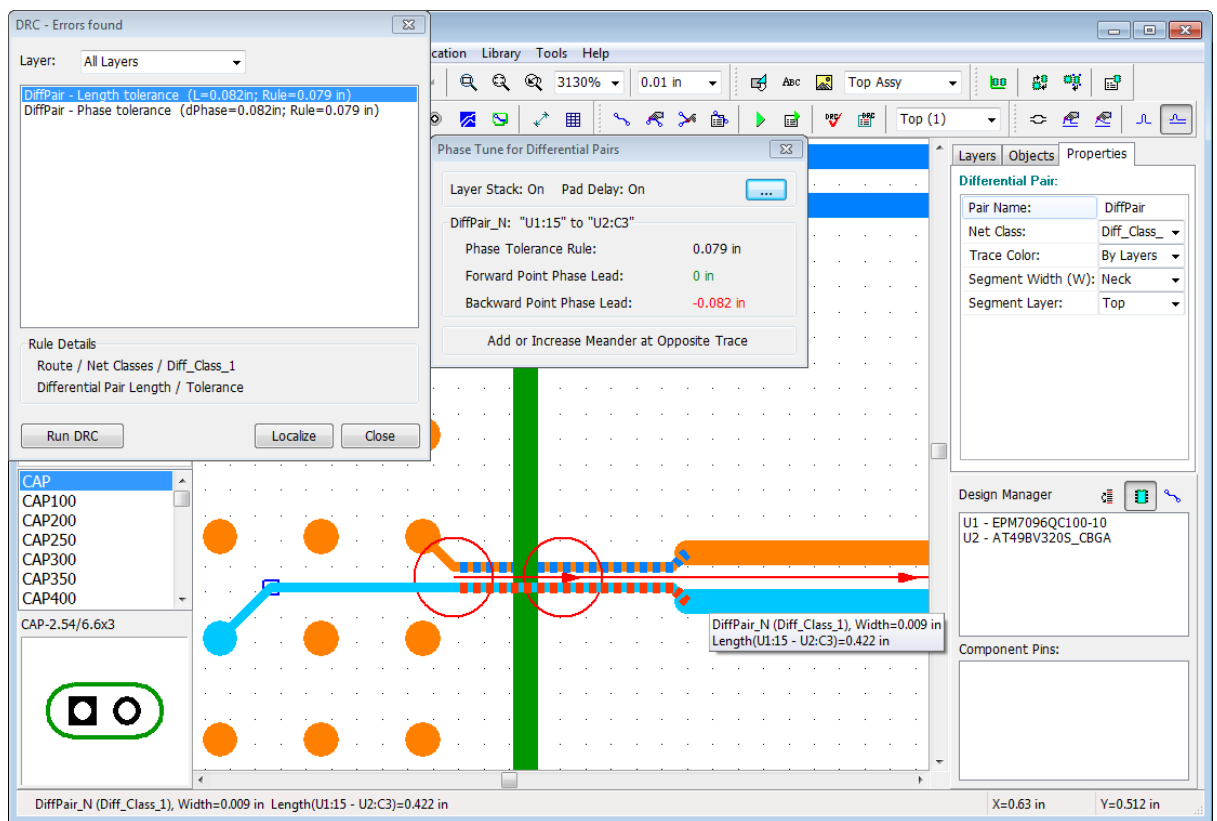 DRC - Errors found
Layer: All Layers
DiffPair - Length tolerance (L=0.082in; Rule=0.079 in)
DiffPair - Phase tolerance (dPhase=0.082in; Rule=0.079 in)
Rule Details
Route / Net Classes / Diff_Class_1
Differential Pair Length / Tolerance
Run DRC Localize Close
cation Library Tools Help
3130% 0.01 in ABC Top Assy
DRC DRC Top (1)
Phase Tune for Differential Pairs
Layer Stack: On Pad Delay: On ...
DiffPair_N: "U1:15" to "U2:C3"
Phase Tolerance Rule: 0.079 in
Forward Point Phase Lead: 0 in
Backward Point Phase Lead: -0.082 in
Add or Increase Meander at Opposite Trace
Layers Objects Properties
Differential Pair:
Pair Name: DiffPair
Net Class: Diff_Class_
Trace Color: By Layers
Segment Width (W): Neck
Segment Layer: Top
CAP
CAP100
CAP200
CAP250
CAP300
CAP350
CAP400
CAP-2.54/6.6x3
DiffPair_N (Diff_Class_1), Width=0.009 in
Length(U1:15 - U2:C3)=0.422 in
Design Manager
U1 - EPM7096QC100-10
U2 - AT49BV320S_CBGA
Component Pins:
DiffPair_N (Diff_Class_1), Width=0.009 in Length(U1:15 - U2:C3)=0.422 in
X=0.63 in Y=0.512 in